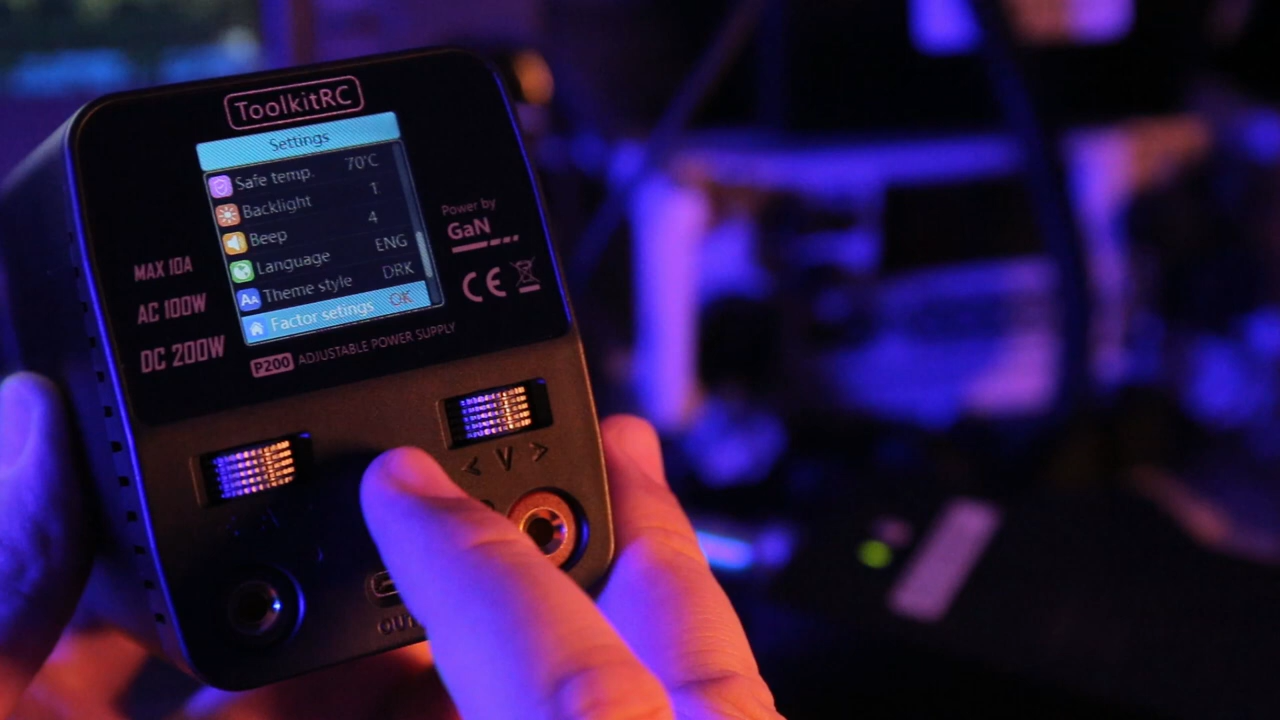 ToolkitRC
Settings
Safe temp. 70°C
Backlight 1
Beep 4
Language ENG
Theme style DRK
Factor setings OK
MAX 10A
AC 100W
DC 200W
Power by
GaN
CE
P200 ADJUSTABLE POWER SUPPLY
< V >